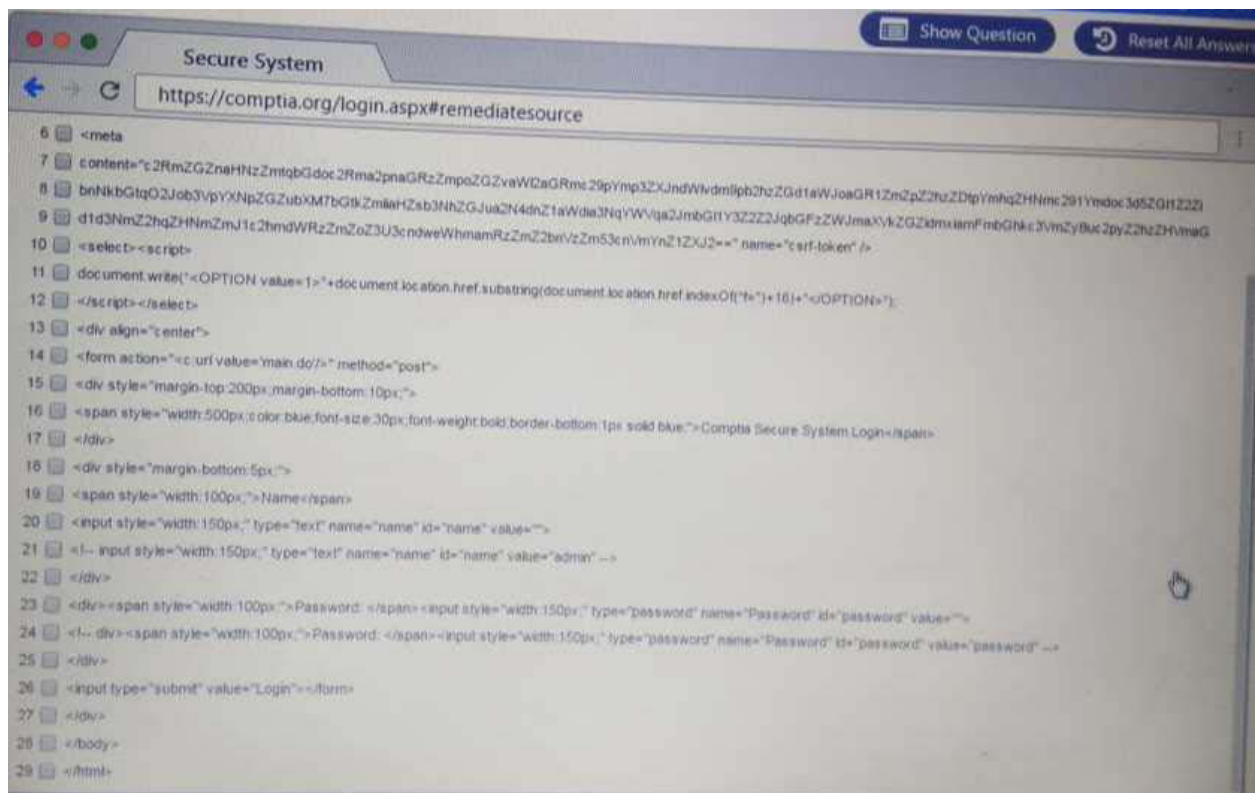 Show Question
Reset All Answers
Secure System
https://comptia.org/login.aspx#remediatesource
6 <meta
7
8
9 name="csrf-token" />
10 <select><script>
11 document.write("<OPTION value=1>"+document.location.href.substring(document.location.href.indexOf("f=")+16)+"</OPTION>");
12 </script></select>
13 <div align="center">
14 <form action="<c:url value='main.do'/>" method="post">
15 <div style="margin-top:200px;margin-bottom:10px;">
16 <span style="width:500px;color:blue;font-size:30px;font-weight:bold;border-bottom:1px solid blue;">Comptia Secure System Login</span>
17 </div>
18 <div style="margin-bottom:5px;">
19 <span style="width:100px;">Name</span>
20 <input style="width:150px;" type="text" name="name" id="name" value="">
21 <!-- input style="width:150px;" type="text" name="name" id="name" value="admin" -->
22 </div>
23 <div><span style="width:100px;">Password: </span><input style="width:150px;" type="password" name="Password" id="password" value="">
24 <!-- div><span style="width:100px;">Password: </span><input style="width:150px;" type="password" name="Password" id="password" value="password" -->
25 </div>
26 <input type="submit" value="Login"></form>
27 </div>
28 </body>
29 </html>